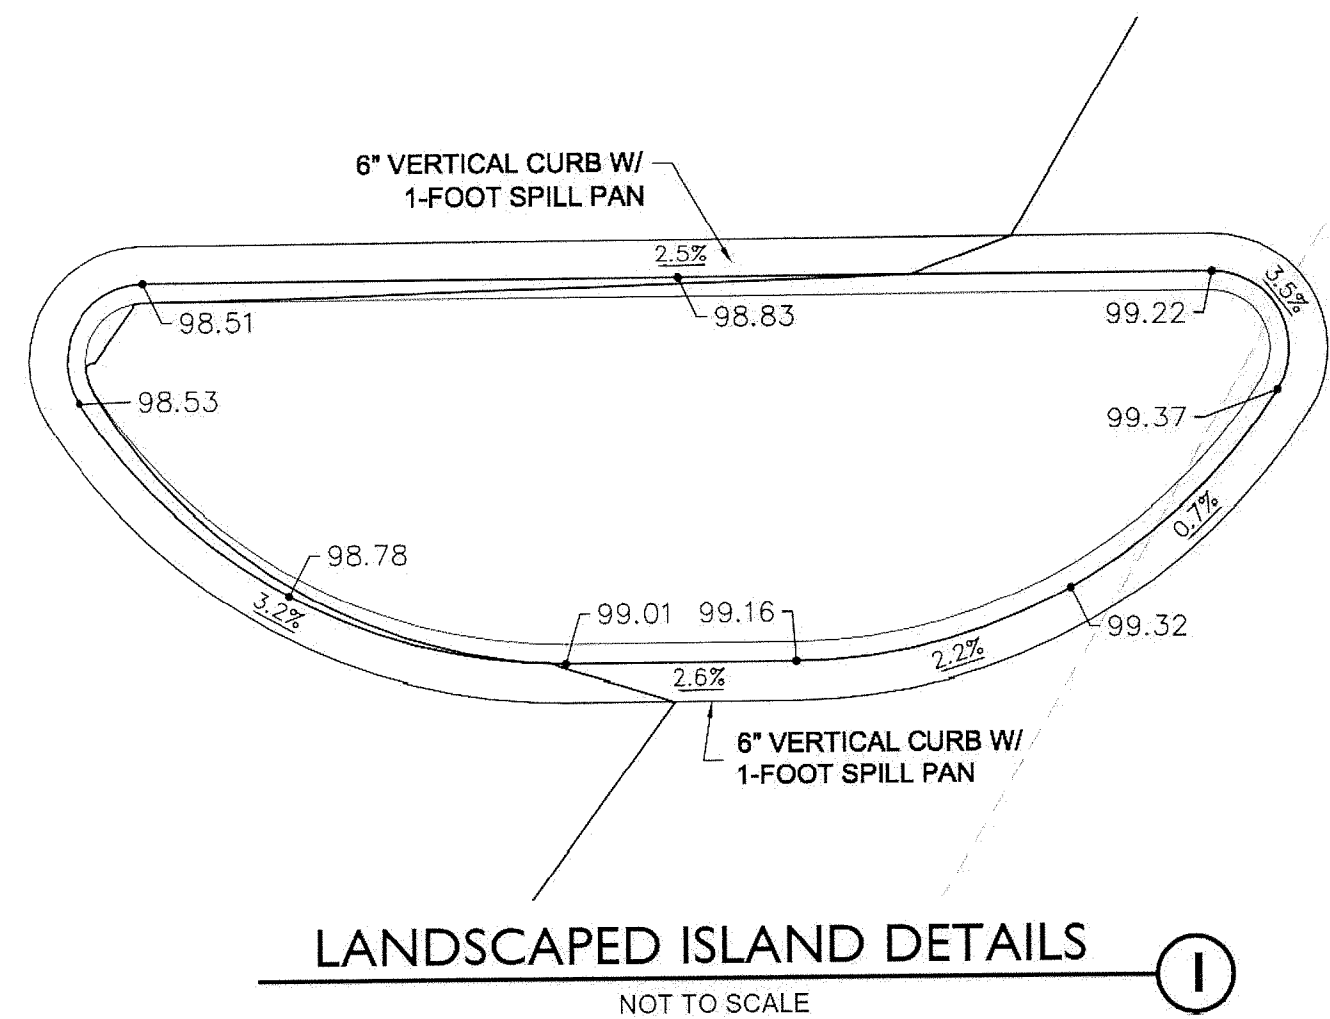 6" VERTICAL CURB W/
1-FOOT SPILL PAN
2.5%
3.5%
98.51
98.83
99.22
98.53
99.37
0.7%
98.78
3.2%
99.01
99.16
99.32
2.2%
2.6%
6" VERTICAL CURB W/
1-FOOT SPILL PAN
LANDSCAPED ISLAND DETAILS
1
NOT TO SCALE